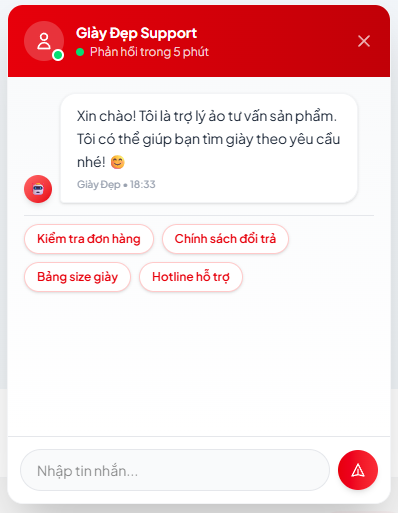 Giày Đẹp Support
Phản hồi trong 5 phút
Xin chào! Tôi là trợ lý ảo tư vấn sản phẩm.
Tôi có thể giúp bạn tìm giày theo yêu cầu
nhé! 😊
Giày Đẹp • 18:33
Kiểm tra đơn hàng
Chính sách đổi trả
Bảng size giày
Hotline hỗ trợ
Nhập tin nhắn...